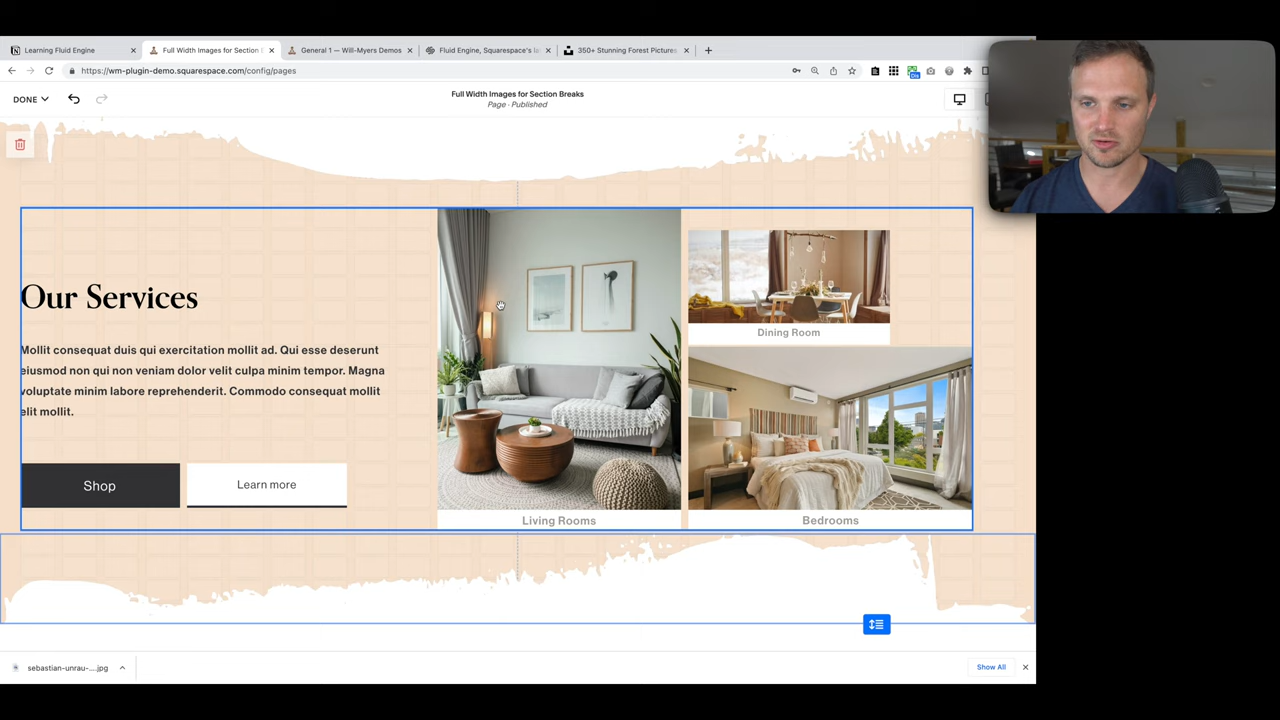 Learning Fluid Engine
Full Width Images for Section B
General 1 — Will-Myers Demos
Fluid Engine, Squarespace's la
350+ Stunning Forest Pictures
https://wm-plugin-demo.squarespace.com/config/pages
DONE
Full Width Images for Section Breaks
Page · Published
Our Services
Mollit consequat duis qui exercitation mollit ad. Qui esse deserunt
eiusmod non qui non veniam dolor velit culpa minim tempor. Magna
voluptate minim labore reprehenderit. Commodo consequat mollit
elit mollit.
Shop
Learn more
Dining Room
Living Rooms
Bedrooms
sebastian-unrau-....jpg
Show All